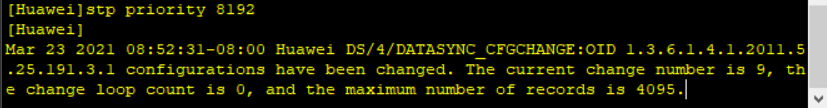 [Huawei]stp priority 8192
[Huawei]
Mar 23 2021 08:52:31-08:00 Huawei DS/4/DATASYNC_CFGCHANGE:OID 1.3.6.1.4.1.2011.5
.25.191.3.1 configurations have been changed. The current change number is 9, th
e change loop count is 0, and the maximum number of records is 4095.